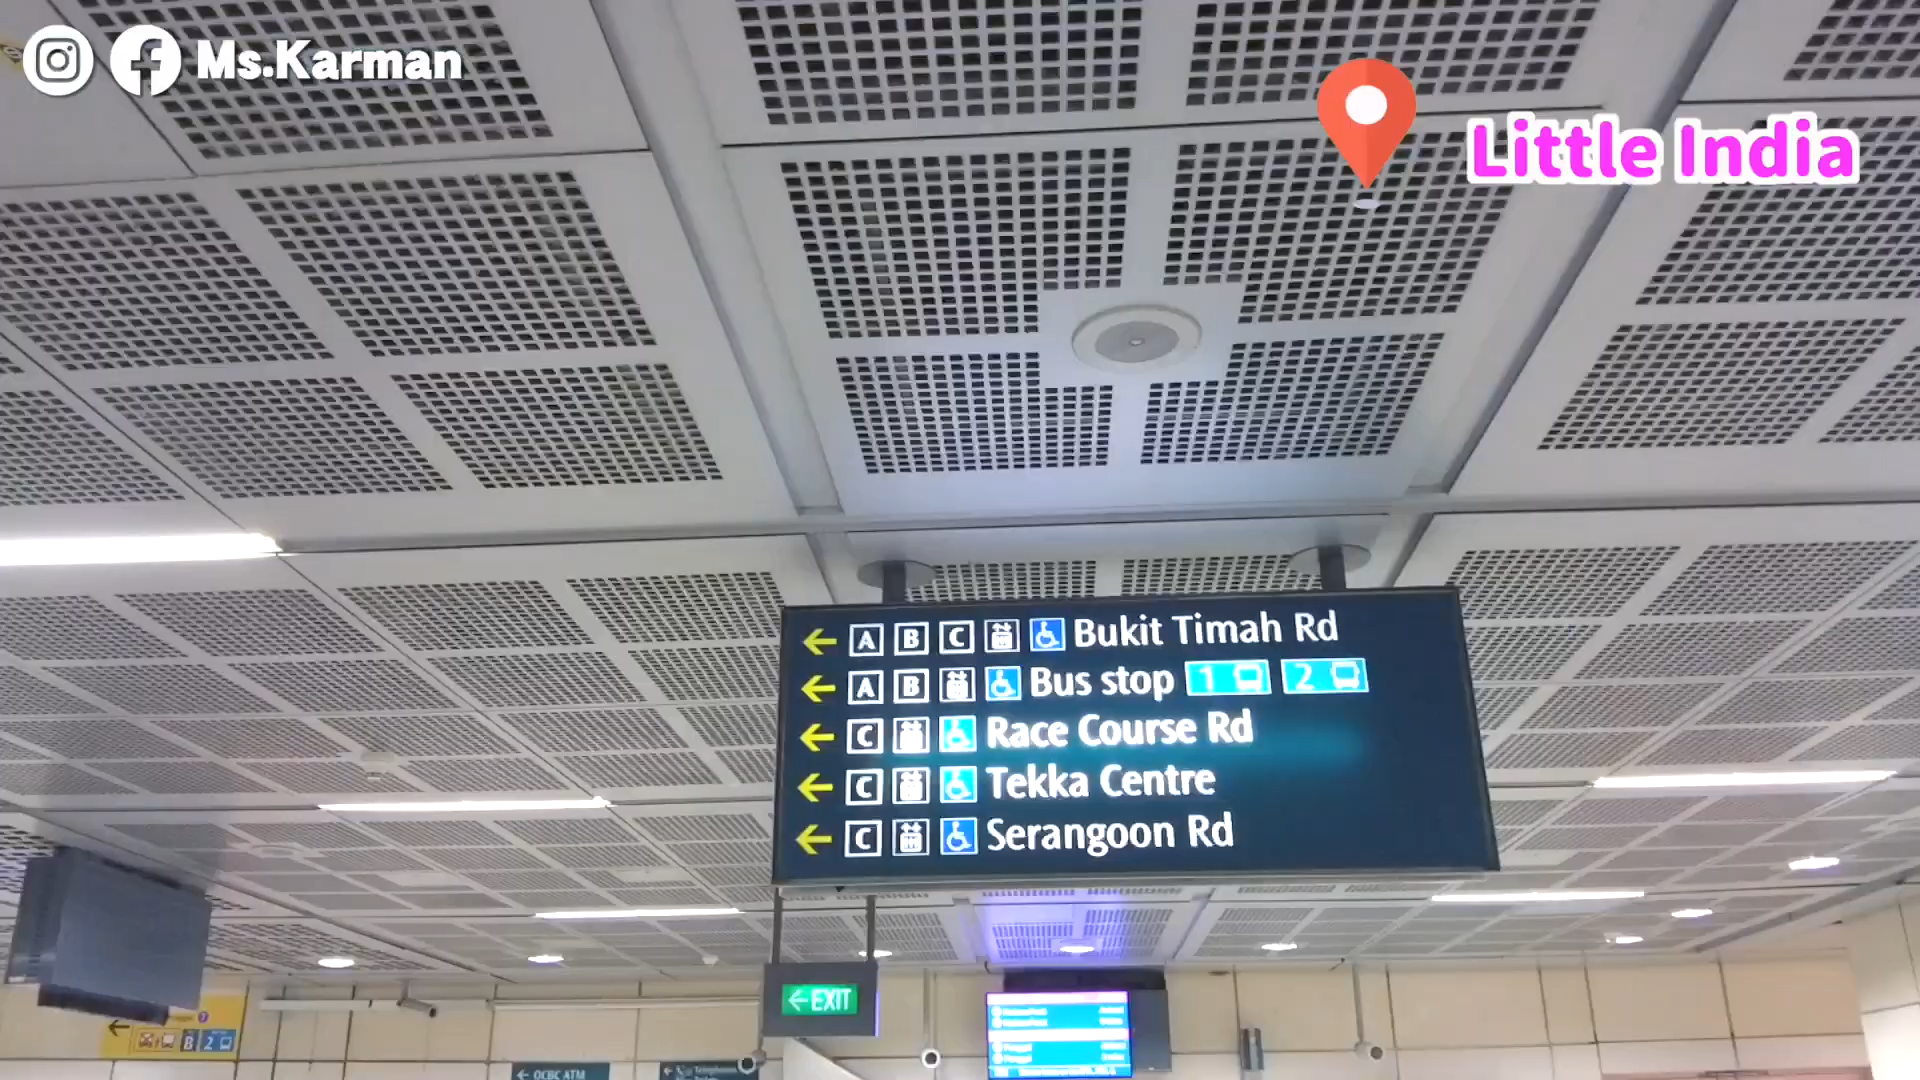 Ms.Karman
Little India
A B C Bukit Timah Rd
A B Bus stop 1 2
C Race Course Rd
C Tekka Centre
C Serangoon Rd
EXIT
B 2
OCBC ATM